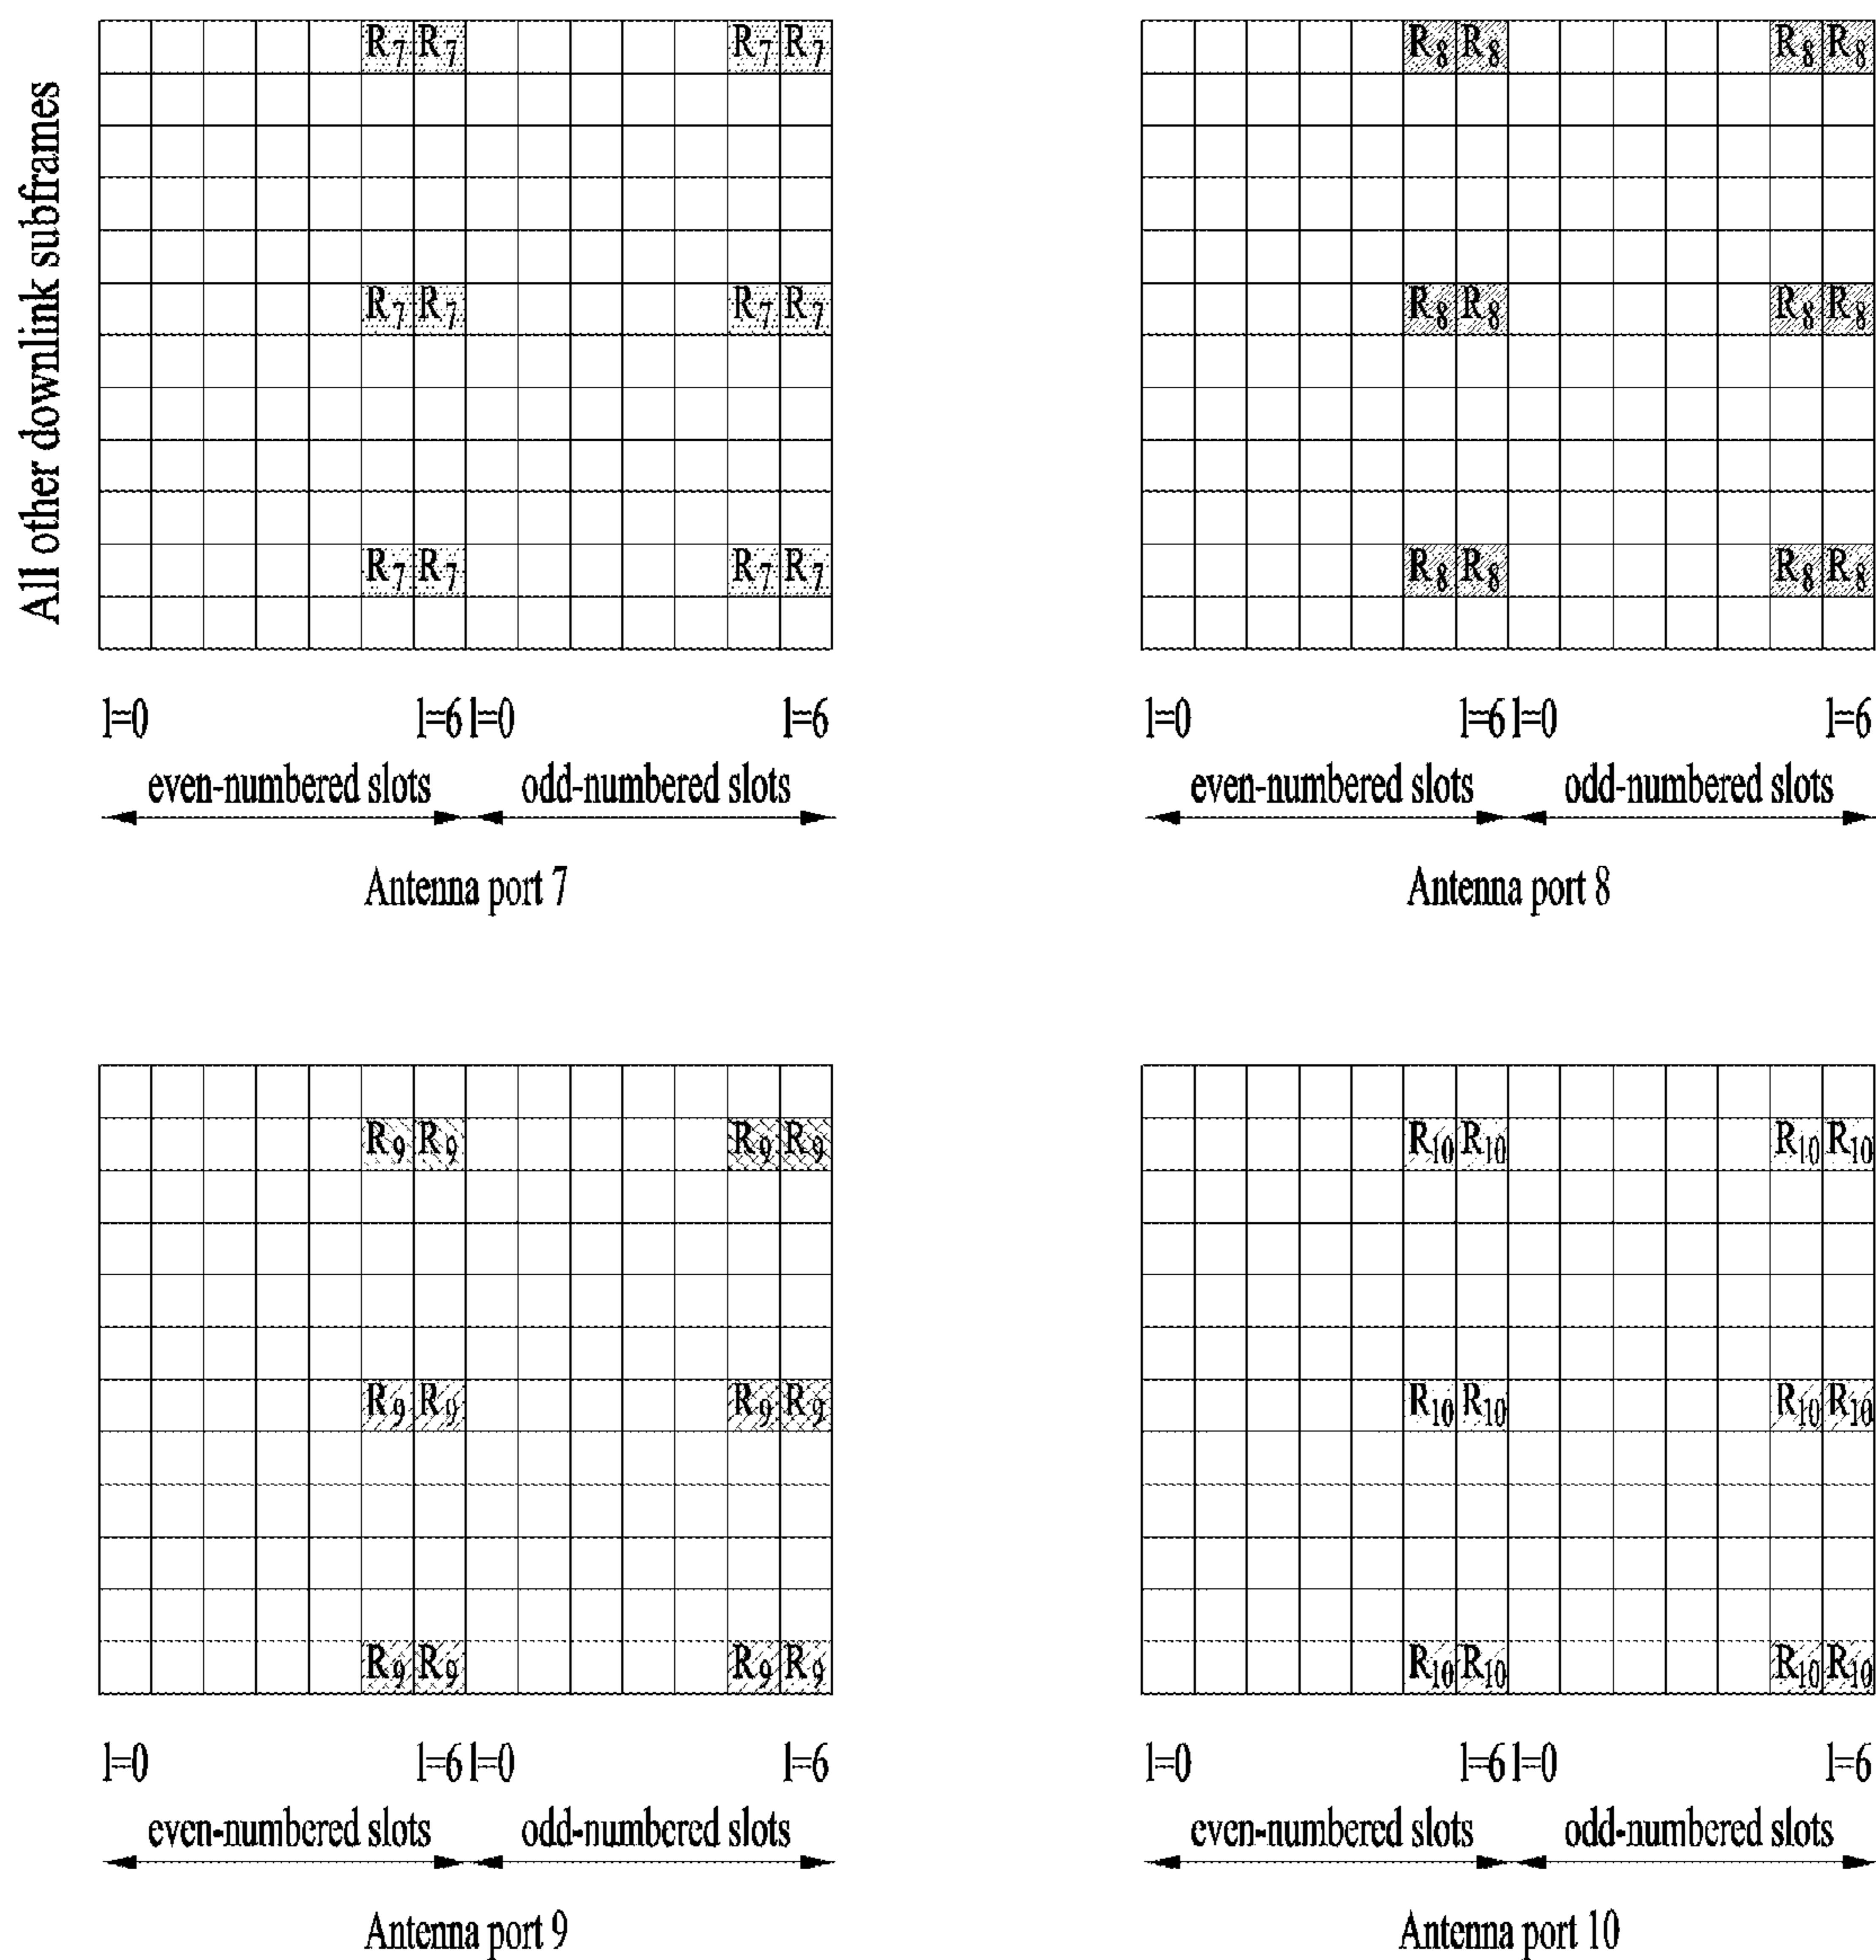 All other downlink subframes
R7 R7 R7 R7
R7 R7 R7 R7
R7 R7 R7 R7
l=0 l=6 l=0 l=6
even-numbered slots odd-numbered slots
Antenna port 7
R8 R8 R8 R8
R8 R8 R8 R8
R8 R8 R8 R8
l=0 l=6 l=0 l=6
even-numbered slots odd-numbered slots
Antenna port 8
R9 R9 R9 R9
R9 R9 R9 R9
R9 R9 R9 R9
l=0 l=6 l=0 l=6
even-numbered slots odd-numbered slots
Antenna port 9
R10 R10 R10 R10
R10 R10 R10 R10
R10 R10 R10 R10
l=0 l=6 l=0 l=6
even-numbered slots odd-numbered slots
Antenna port 10